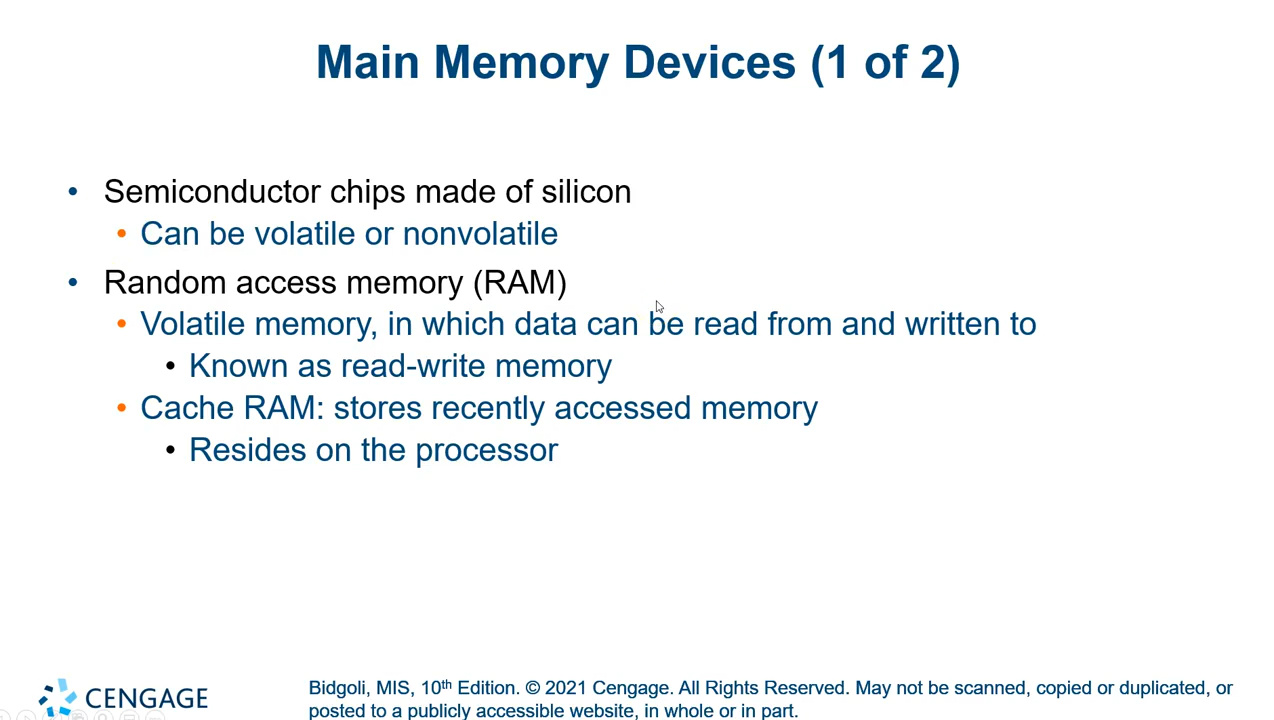 Main Memory Devices (1 of 2)
• Semiconductor chips made of silicon
• Can be volatile or nonvolatile
• Random access memory (RAM)
• Volatile memory, in which data can be read from and written to
• Known as read-write memory
• Cache RAM: stores recently accessed memory
• Resides on the processor
CENGAGE
Bidgoli, MIS, 10th Edition. © 2021 Cengage. All Rights Reserved. May not be scanned, copied or duplicated, or
posted to a publicly accessible website, in whole or in part.